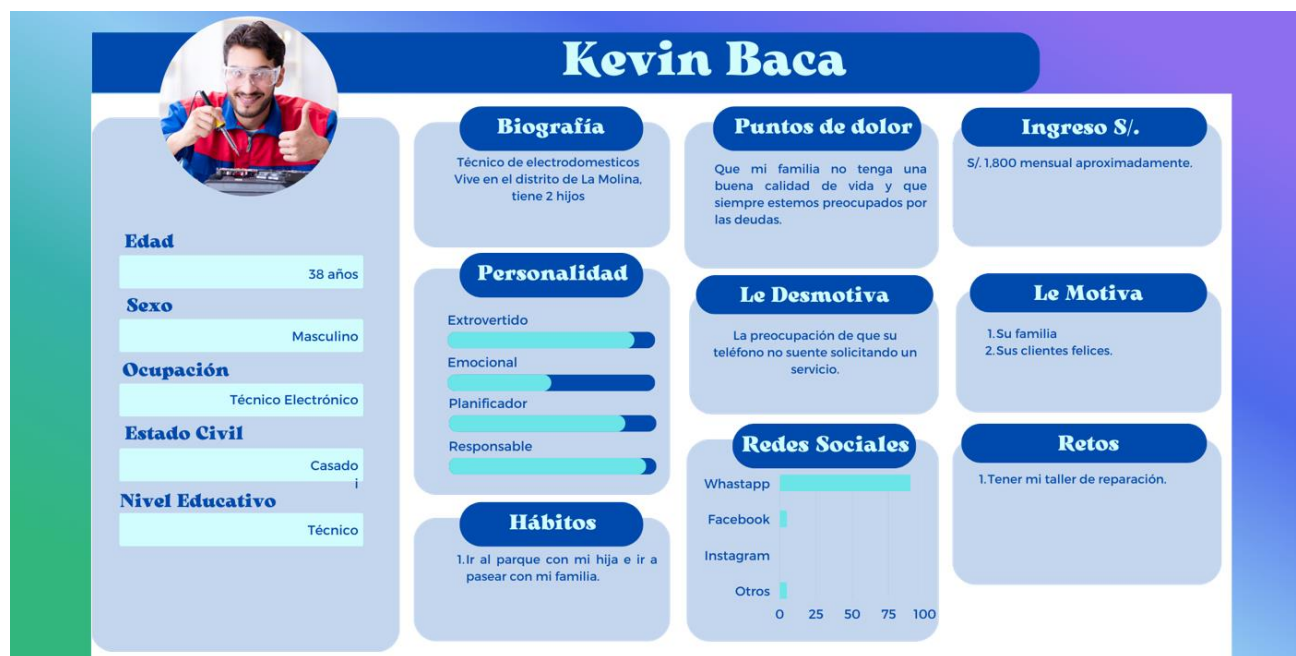 Kevin Baca
Edad
38 años
Sexo
Masculino
Ocupación
Técnico Electrónico
Estado Civil
Casado
i
Nivel Educativo
Técnico
Biografía
Técnico de electrodomesticos
Vive en el distrito de La Molina,
tiene 2 hijos
Personalidad
Extrovertido
Emocional
Planificador
Responsable
Hábitos
1. Ir al parque con mi hija e ir a
pasear con mi familia.
Puntos de dolor
Que mi familia no tenga una
buena calidad de vida y que
siempre estemos preocupados por
las deudas.
Le Desmotiva
La preocupación de que su
teléfono no suente solicitando un
servicio.
Redes Sociales
Whastapp
Facebook
Instagram
Otros
0 25 50 75 100
Ingreso S/.
S/. 1,800 mensual aproximadamente.
Le Motiva
1. Su familia
2. Sus clientes felices.
Retos
1. Tener mi taller de reparación.